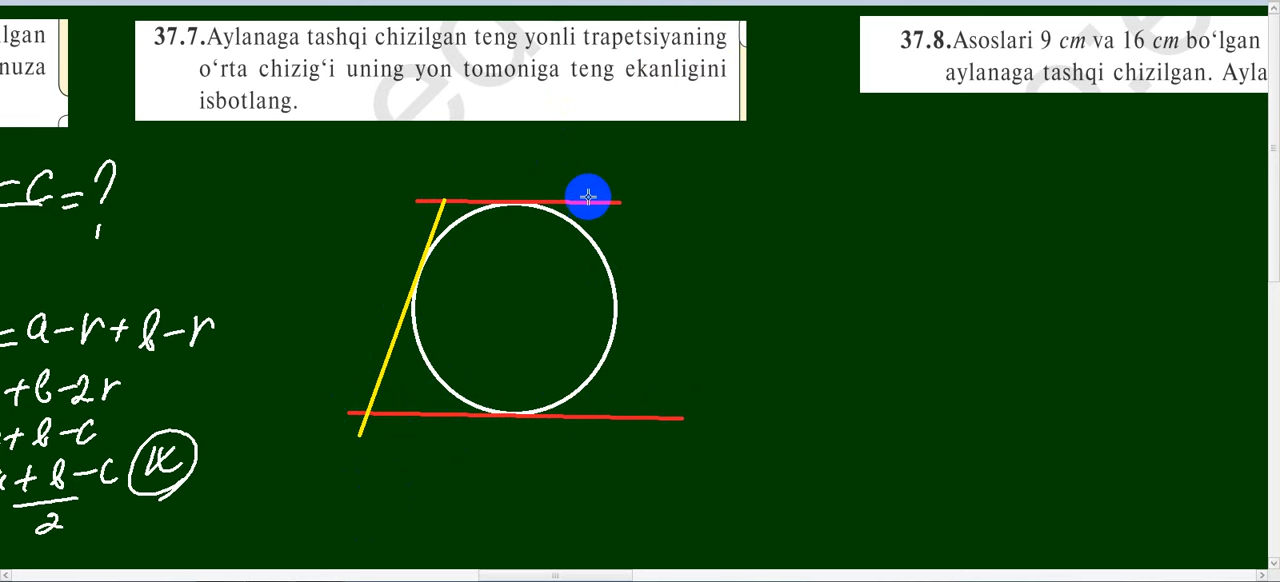 lgan
nuza
37.7.Aylanaga tashqi chizilgan teng yonli trapetsiyaning
o‘rta chizig‘i uning yon tomoniga teng ekanligini
isbotlang.
37.8.Asoslari 9 cm va 16 cm bo‘lgan
aylanaga tashqi chizilgan. Ayla
=c=?
=a-r+b-r
+b-2r
+b-c
+b-c
2